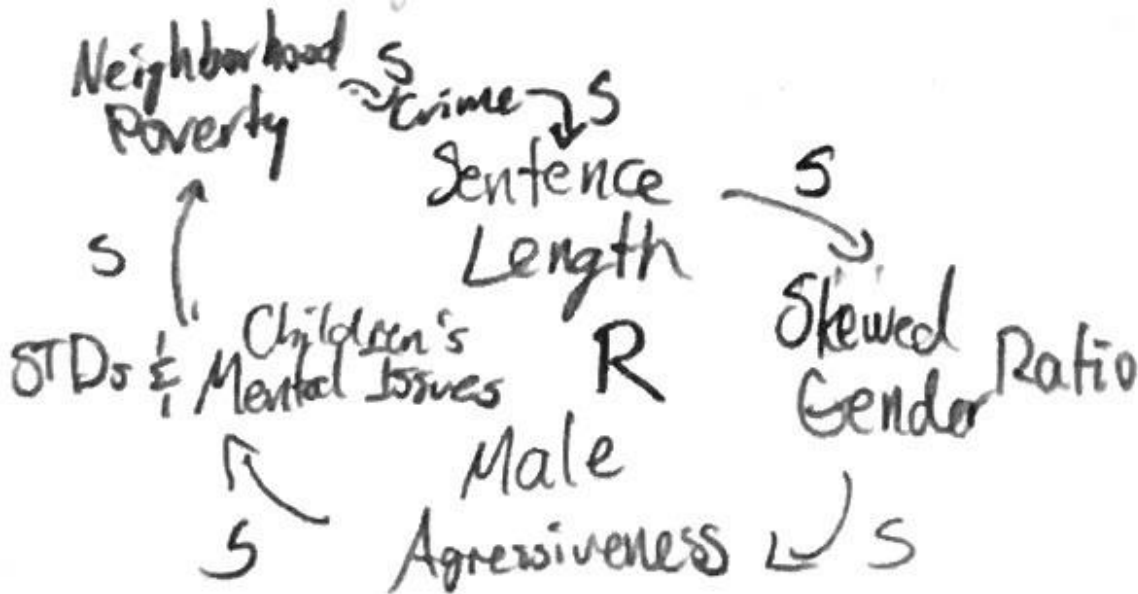 Neighborhood
Poverty
S
Crime
S
Sentence
Length
S
Skewed
Gender Ratio
S
Male
Agressiveness
S
STDs &
Children's
Mental Issues
S
R